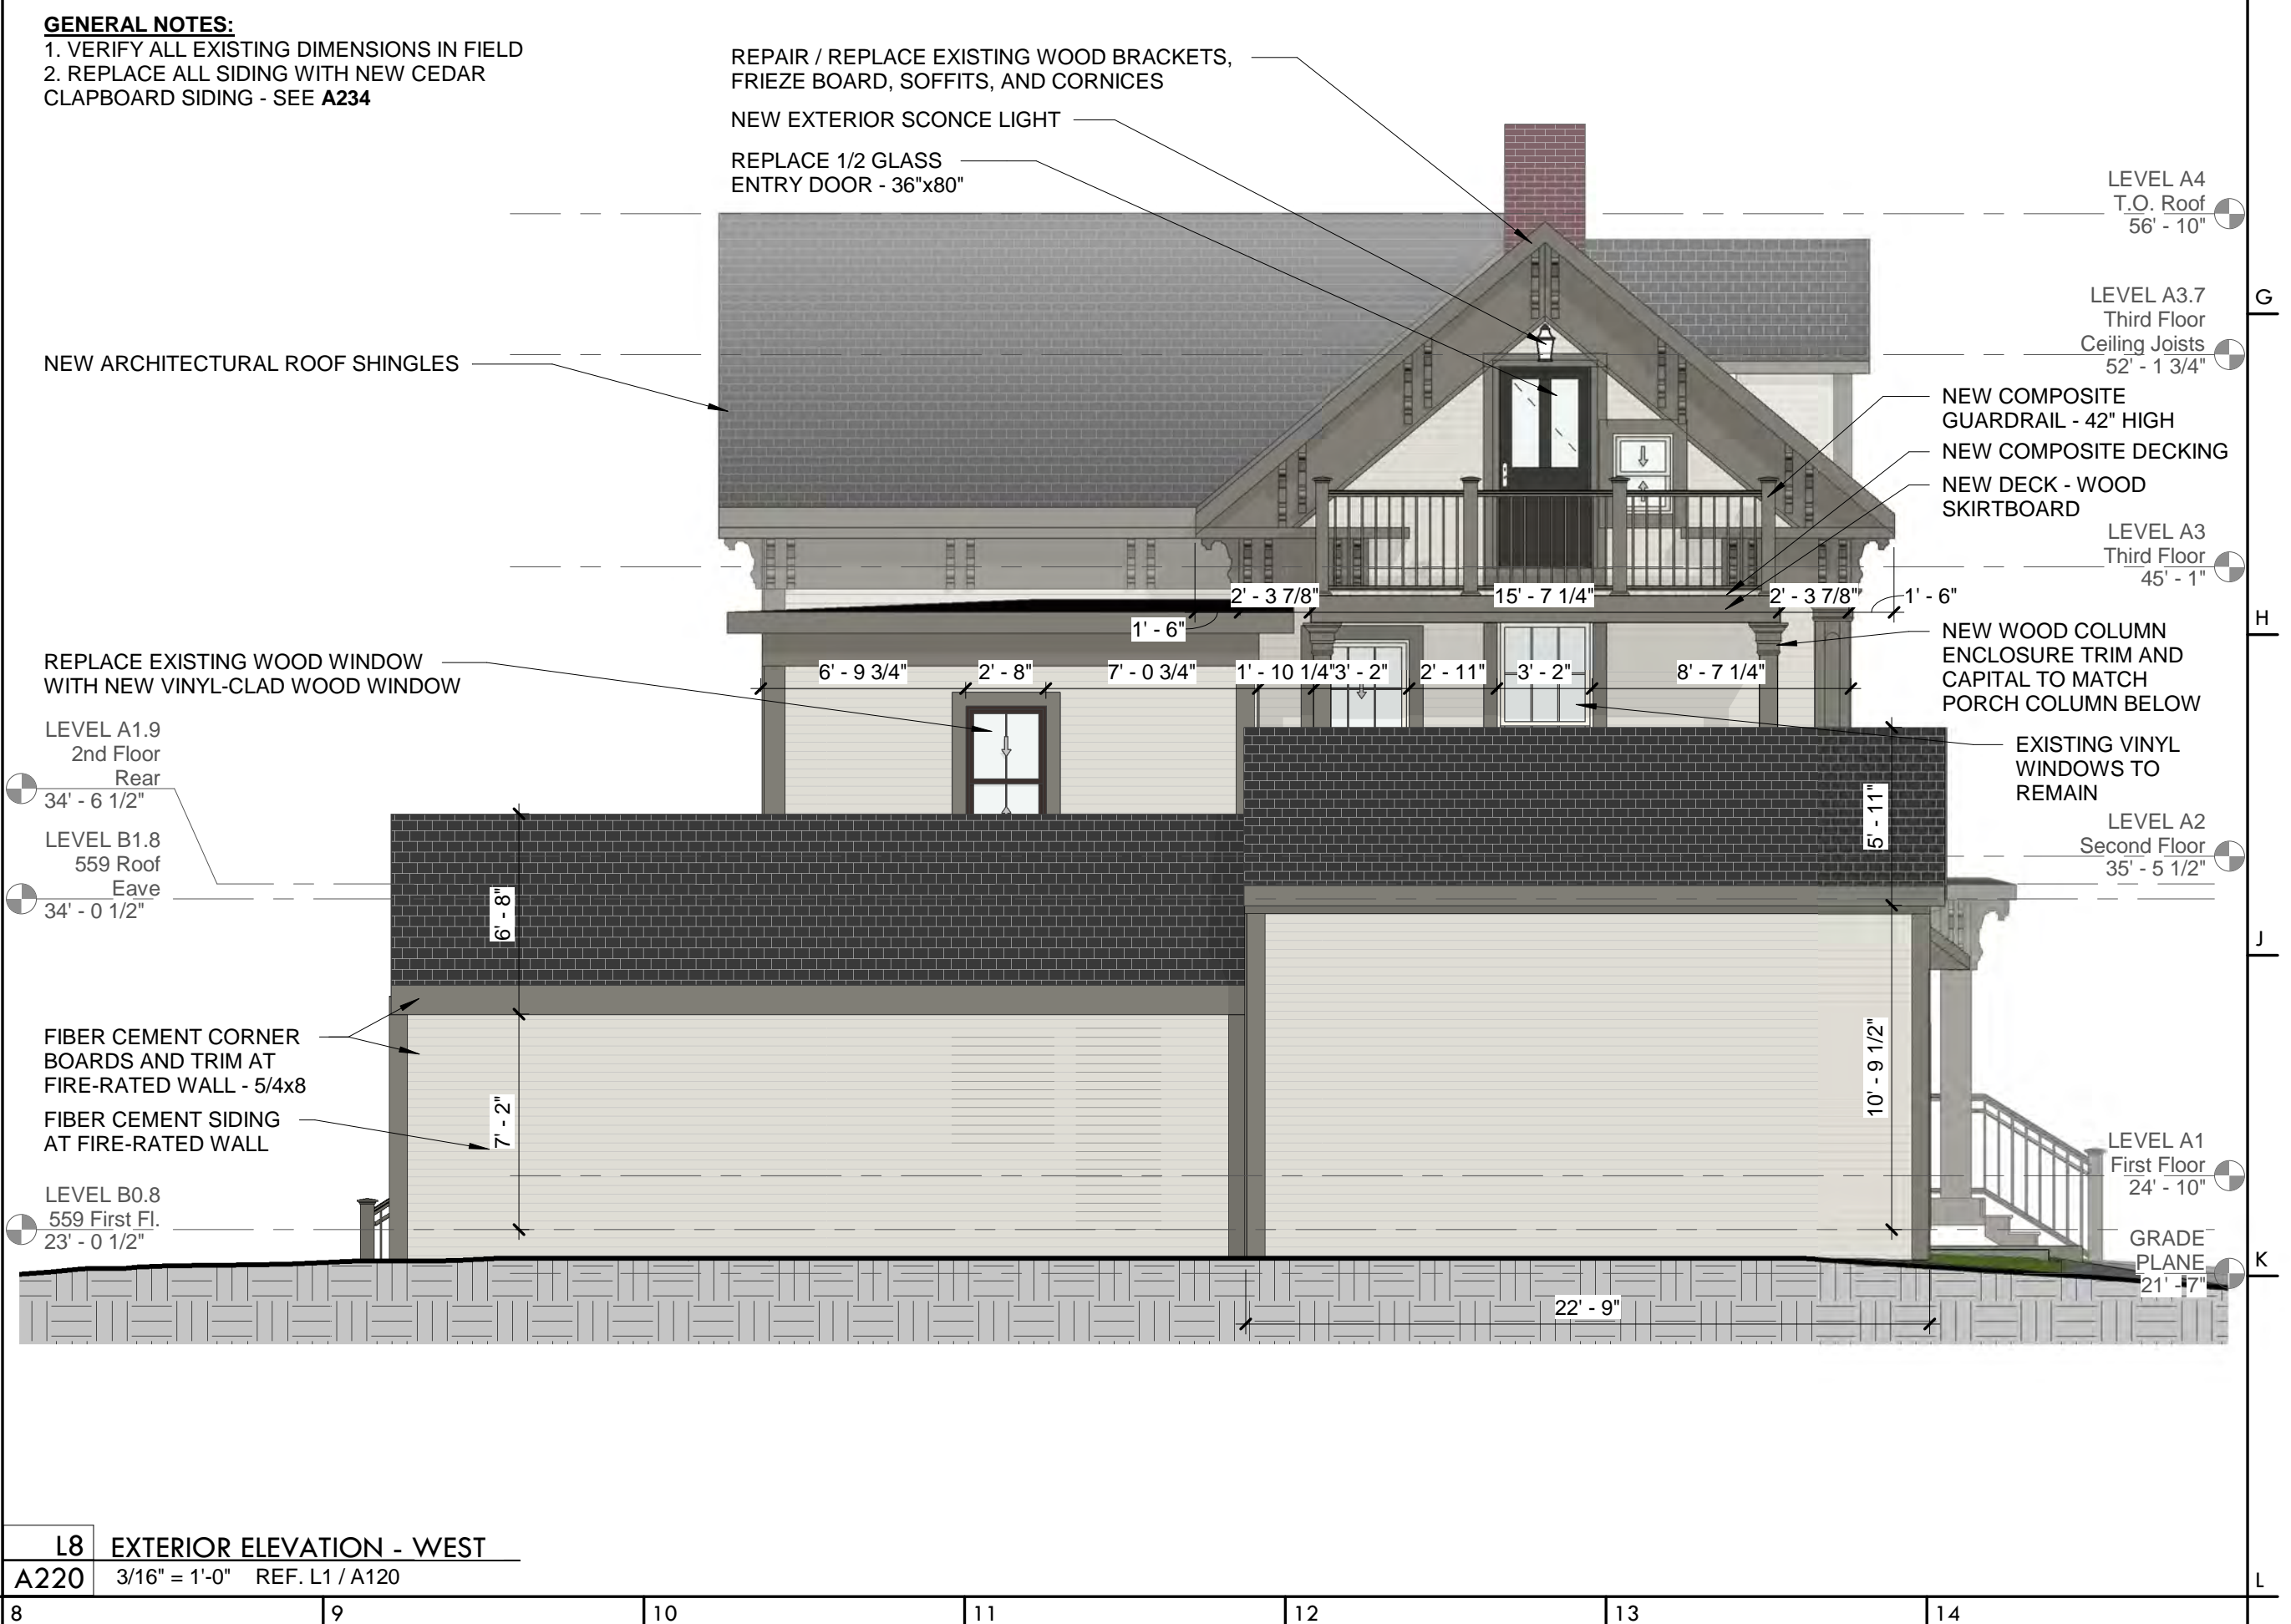 GENERAL NOTES:
1. VERIFY ALL EXISTING DIMENSIONS IN FIELD
2. REPLACE ALL SIDING WITH NEW CEDAR
CLAPBOARD SIDING - SEE A234
REPAIR / REPLACE EXISTING WOOD BRACKETS,
FRIEZE BOARD, SOFFITS, AND CORNICES
NEW EXTERIOR SCONCE LIGHT
REPLACE 1/2 GLASS
ENTRY DOOR - 36"x80"
LEVEL A4
T.O. Roof
56' - 10"
G
LEVEL A3.7
Third Floor
Ceiling Joists
52' - 1 3/4"
NEW ARCHITECTURAL ROOF SHINGLES
NEW COMPOSITE
GUARDRAIL - 42" HIGH
NEW COMPOSITE DECKING
NEW DECK - WOOD
SKIRTBOARD
LEVEL A3
Third Floor
45' - 1"
2' - 3 7/8"
15' - 7 1/4"
2' - 3 7/8"
1' - 6"
1' - 6"
H
NEW WOOD COLUMN
ENCLOSURE TRIM AND
CAPITAL TO MATCH
PORCH COLUMN BELOW
REPLACE EXISTING WOOD WINDOW
WITH NEW VINYL-CLAD WOOD WINDOW
6' - 9 3/4"
2' - 8"
7' - 0 3/4"
1' - 10 1/4"
3' - 2"
2' - 11"
3' - 2"
8' - 7 1/4"
LEVEL A1.9
2nd Floor
Rear
34' - 6 1/2"
EXISTING VINYL
WINDOWS TO
REMAIN
5' - 11"
LEVEL B1.8
559 Roof
Eave
34' - 0 1/2"
LEVEL A2
Second Floor
35' - 5 1/2"
6' - 8"
J
FIBER CEMENT CORNER
BOARDS AND TRIM AT
FIRE-RATED WALL - 5/4x8
FIBER CEMENT SIDING
AT FIRE-RATED WALL
7' - 2"
10' - 9 1/2"
LEVEL A1
First Floor
24' - 10"
LEVEL B0.8
559 First Fl.
23' - 0 1/2"
GRADE
PLANE
21' - 7"
K
22' - 9"
L8
EXTERIOR ELEVATION - WEST
A220
3/16" = 1'-0" REF. L1 / A120
L
8
9
10
11
12
13
14